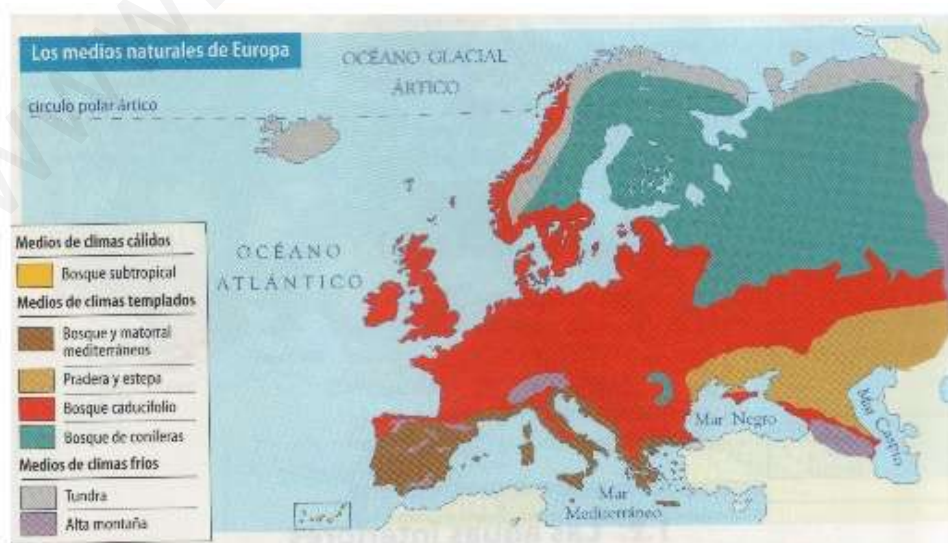 Los medios naturales de Europa
OCÉANO GLACIAL
ÁRTICO
círculo polar ártico
OCÉANO
ATLÁNTICO
Medios de climas cálidos
Bosque subtropical
Medios de climas templados
Bosque y matorral
mediterráneos
Pradera y estepa
Bosque caducifolio
Bosque de coníferas
Medios de climas fríos
Tundra
Alta montaña
Mar Negro
Mar Caspio
Mar
Mediterráneo